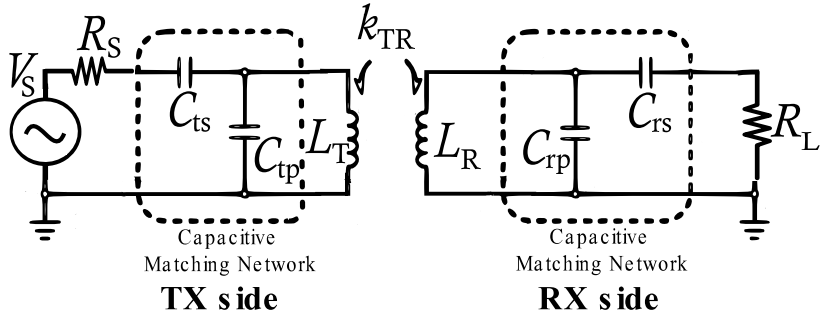 V_S R_S C_ts C_tp L_T k_TR L_R C_rp C_rs R_L
Capacitive
Matching Network
TX side
Capacitive
Matching Network
RX side